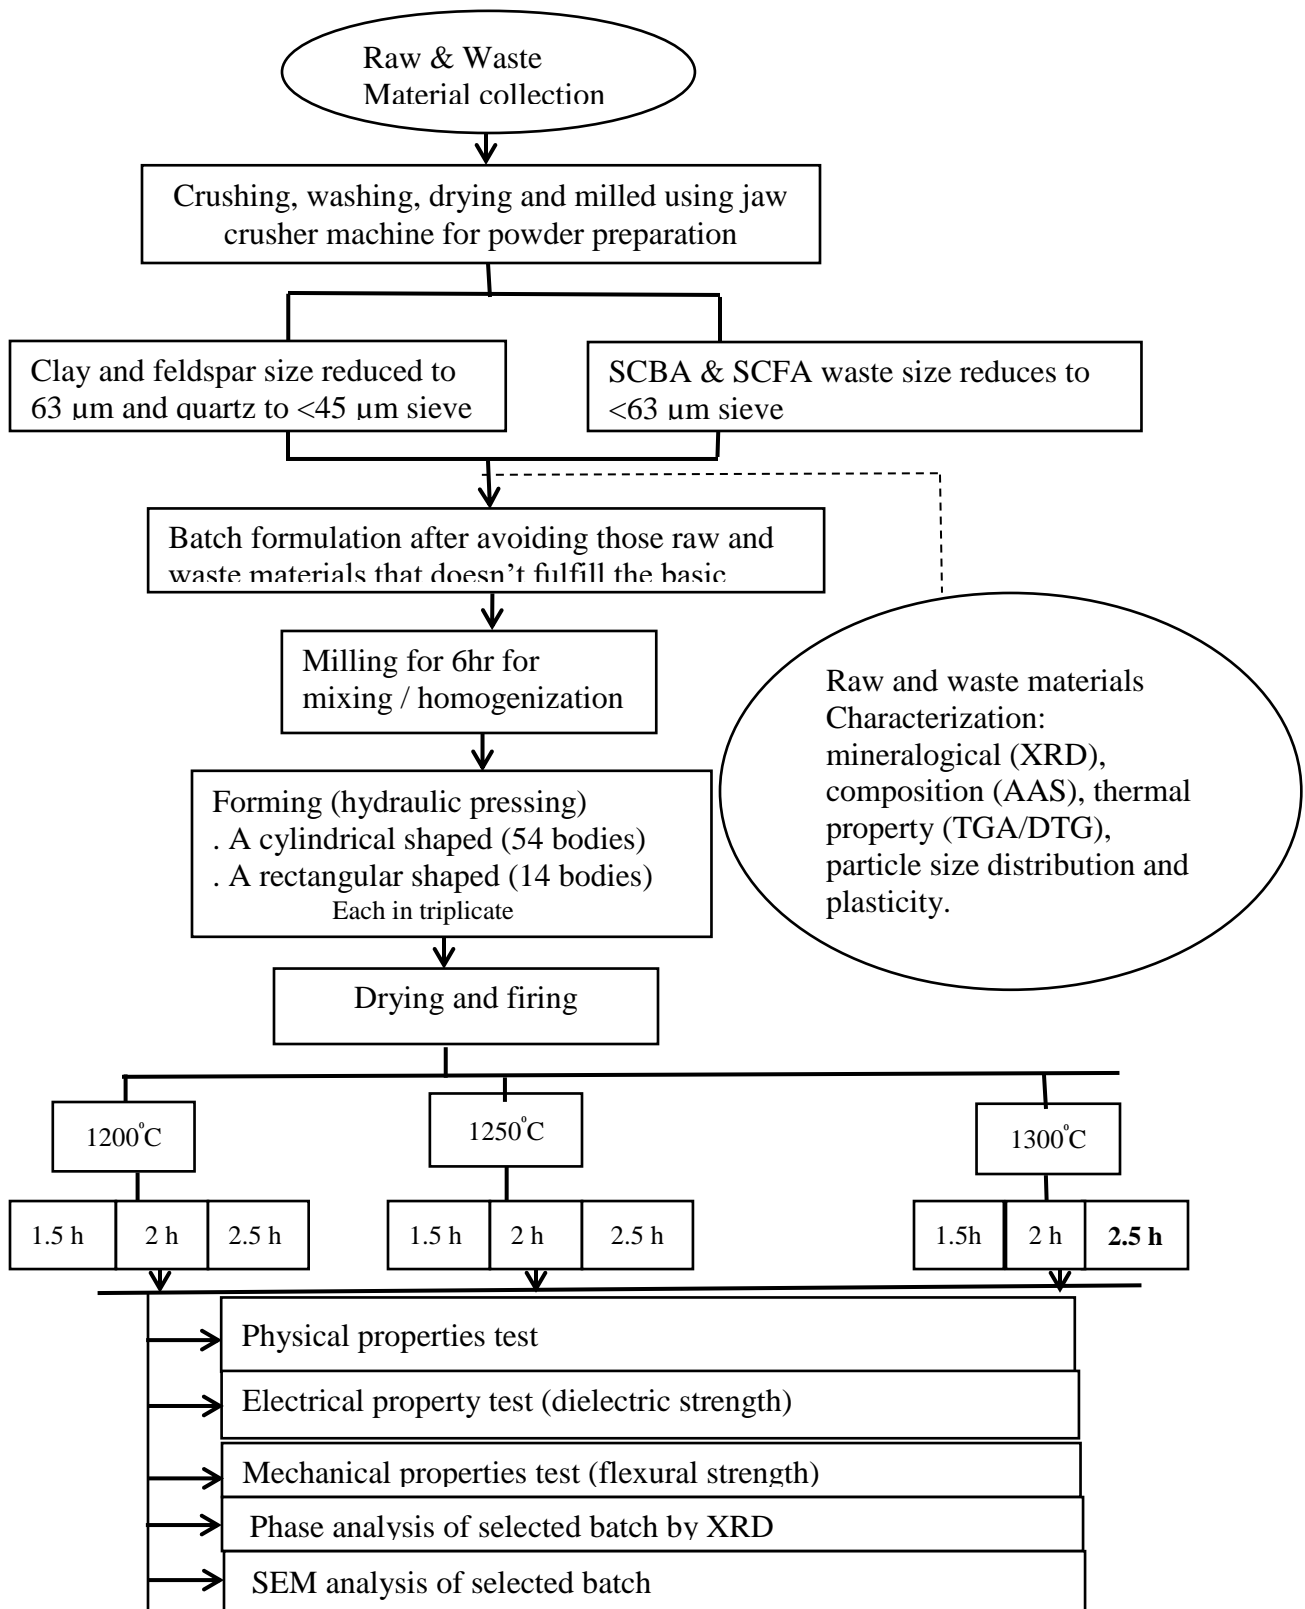 Raw & Waste
Material collection
Crushing, washing, drying and milled using jaw
crusher machine for powder preparation
Clay and feldspar size reduced to
63 µm and quartz to <45 µm sieve
SCBA & SCFA waste size reduces to
<63 µm sieve
Batch formulation after avoiding those raw and
waste materials that doesn’t fulfill the basic
Milling for 6hr for
mixing / homogenization
Raw and waste materials
Characterization:
mineralogical (XRD),
composition (AAS), thermal
property (TGA/DTG),
particle size distribution and
plasticity.
Forming (hydraulic pressing)
. A cylindrical shaped (54 bodies)
. A rectangular shaped (14 bodies)
Each in triplicate
Drying and firing
1200°C
1250°C
1300°C
1.5 h
2 h
2.5 h
1.5 h
2 h
2.5 h
1.5h
2 h
2.5 h
Physical properties test
Electrical property test (dielectric strength)
Mechanical properties test (flexural strength)
Phase analysis of selected batch by XRD
SEM analysis of selected batch